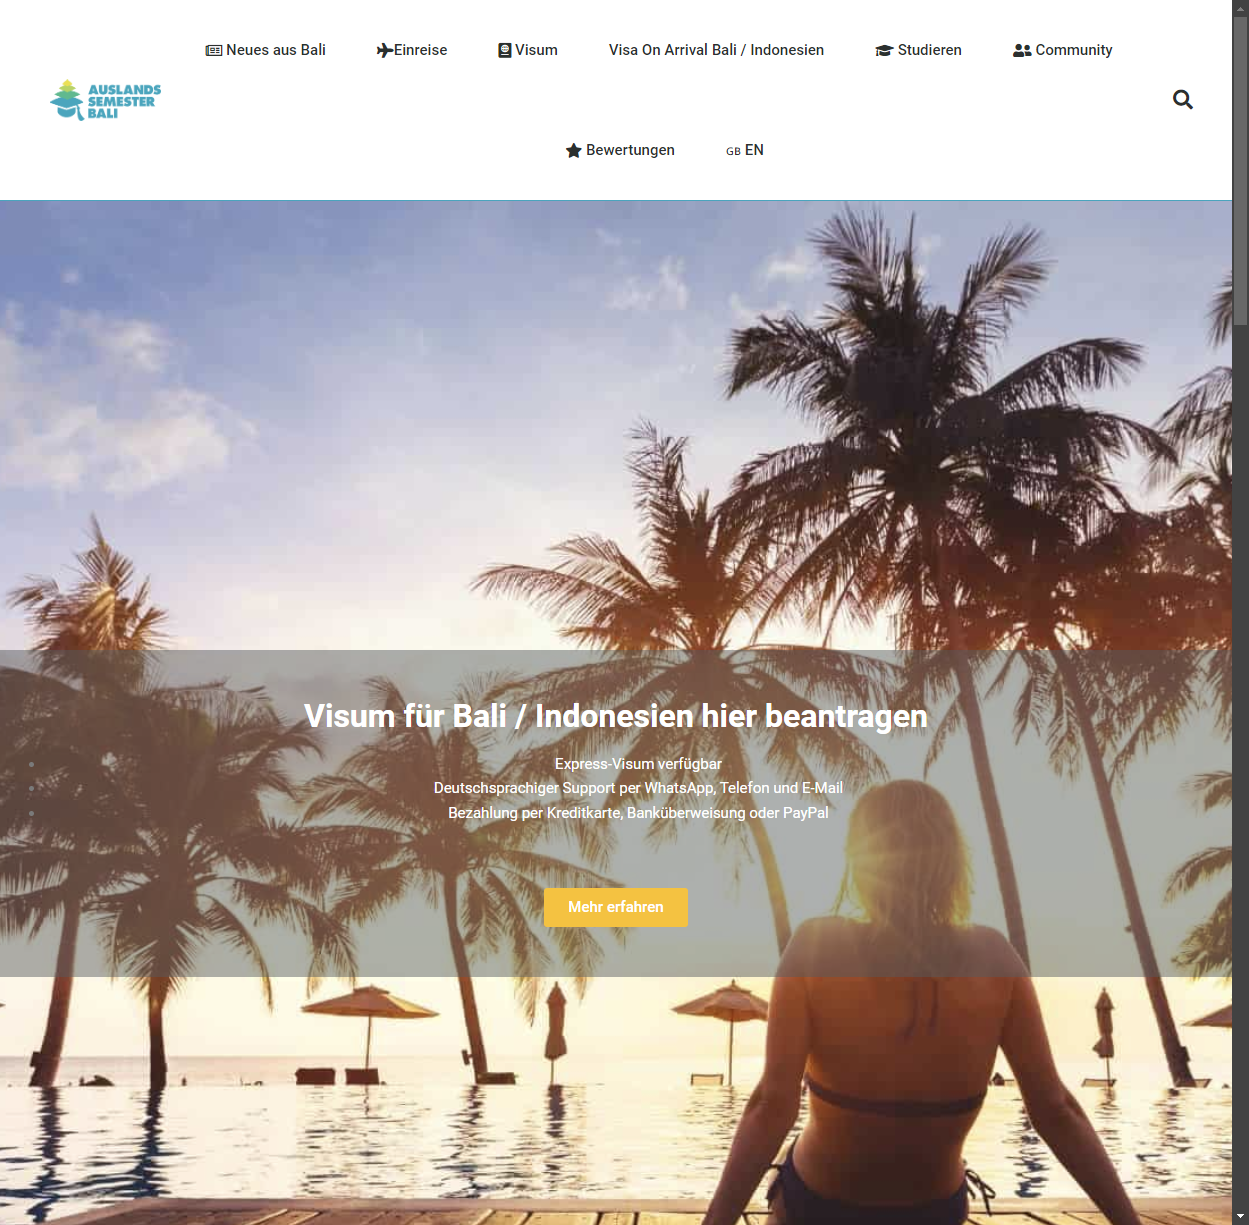 Neues aus Bali
Einreise
Visum
Visa On Arrival Bali / Indonesien
Studieren
Community
AUSLANDS
SEMESTER
BALI
Bewertungen
GB EN
Visum für Bali / Indonesien hier beantragen
Express-Visum verfügbar
Deutschsprachiger Support per WhatsApp, Telefon und E-Mail
Bezahlung per Kreditkarte, Banküberweisung oder PayPal
Mehr erfahren